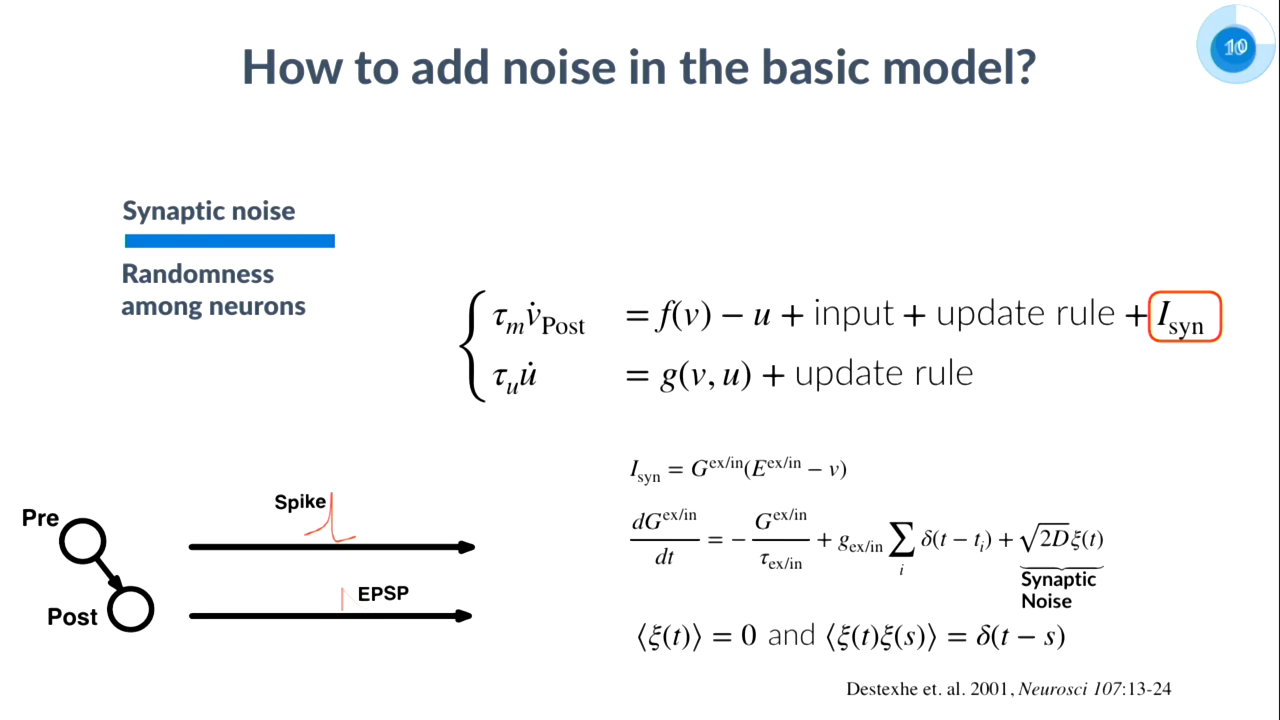 10
How to add noise in the basic model?
Synaptic noise
Randomness
among neurons
τ_m v̇_Post = f(v) − u + input + update rule + I_syn
τ_u u̇ = g(v, u) + update rule
I_syn = G^ex/in (E^ex/in − v)
dG^ex/in / dt = − G^ex/in / τ_ex/in + g_ex/in ∑_i δ(t − t_i) + √2D ξ(t)
Synaptic
Noise
⟨ξ(t)⟩ = 0 and ⟨ξ(t)ξ(s)⟩ = δ(t − s)
Pre
Spike
Post
EPSP
Destexhe et. al. 2001, Neurosci 107:13-24